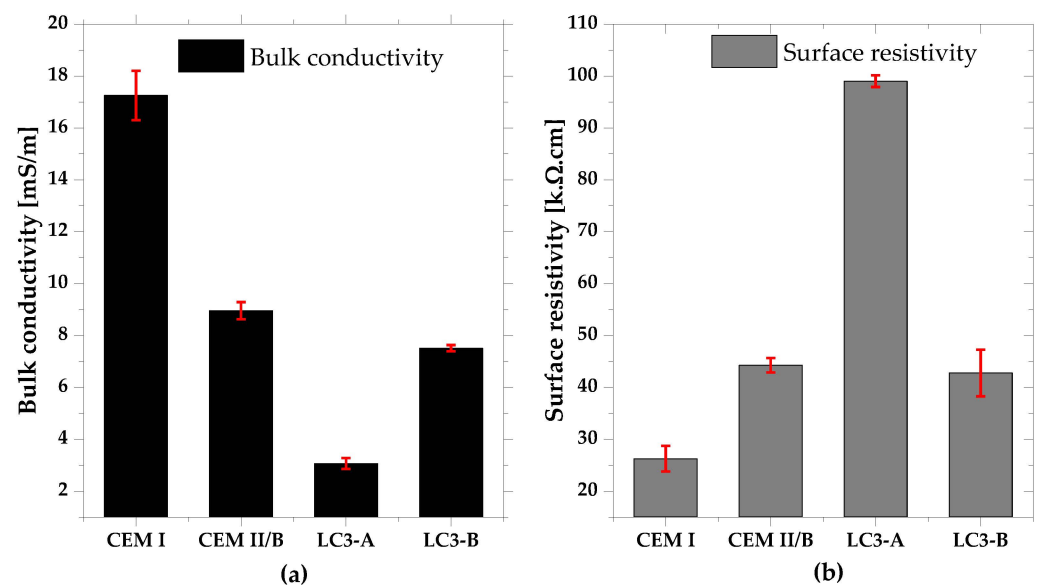 Bulk conductivity
Bulk conductivity [mS/m]
20
18
16
14
12
10
8
6
4
2
CEM I CEM II/B LC3-A LC3-B
(a)
Surface resistivity
Surface resistivity [k.Ω.cm]
110
100
90
80
70
60
50
40
30
20
CEM I CEM II/B LC3-A LC3-B
(b)